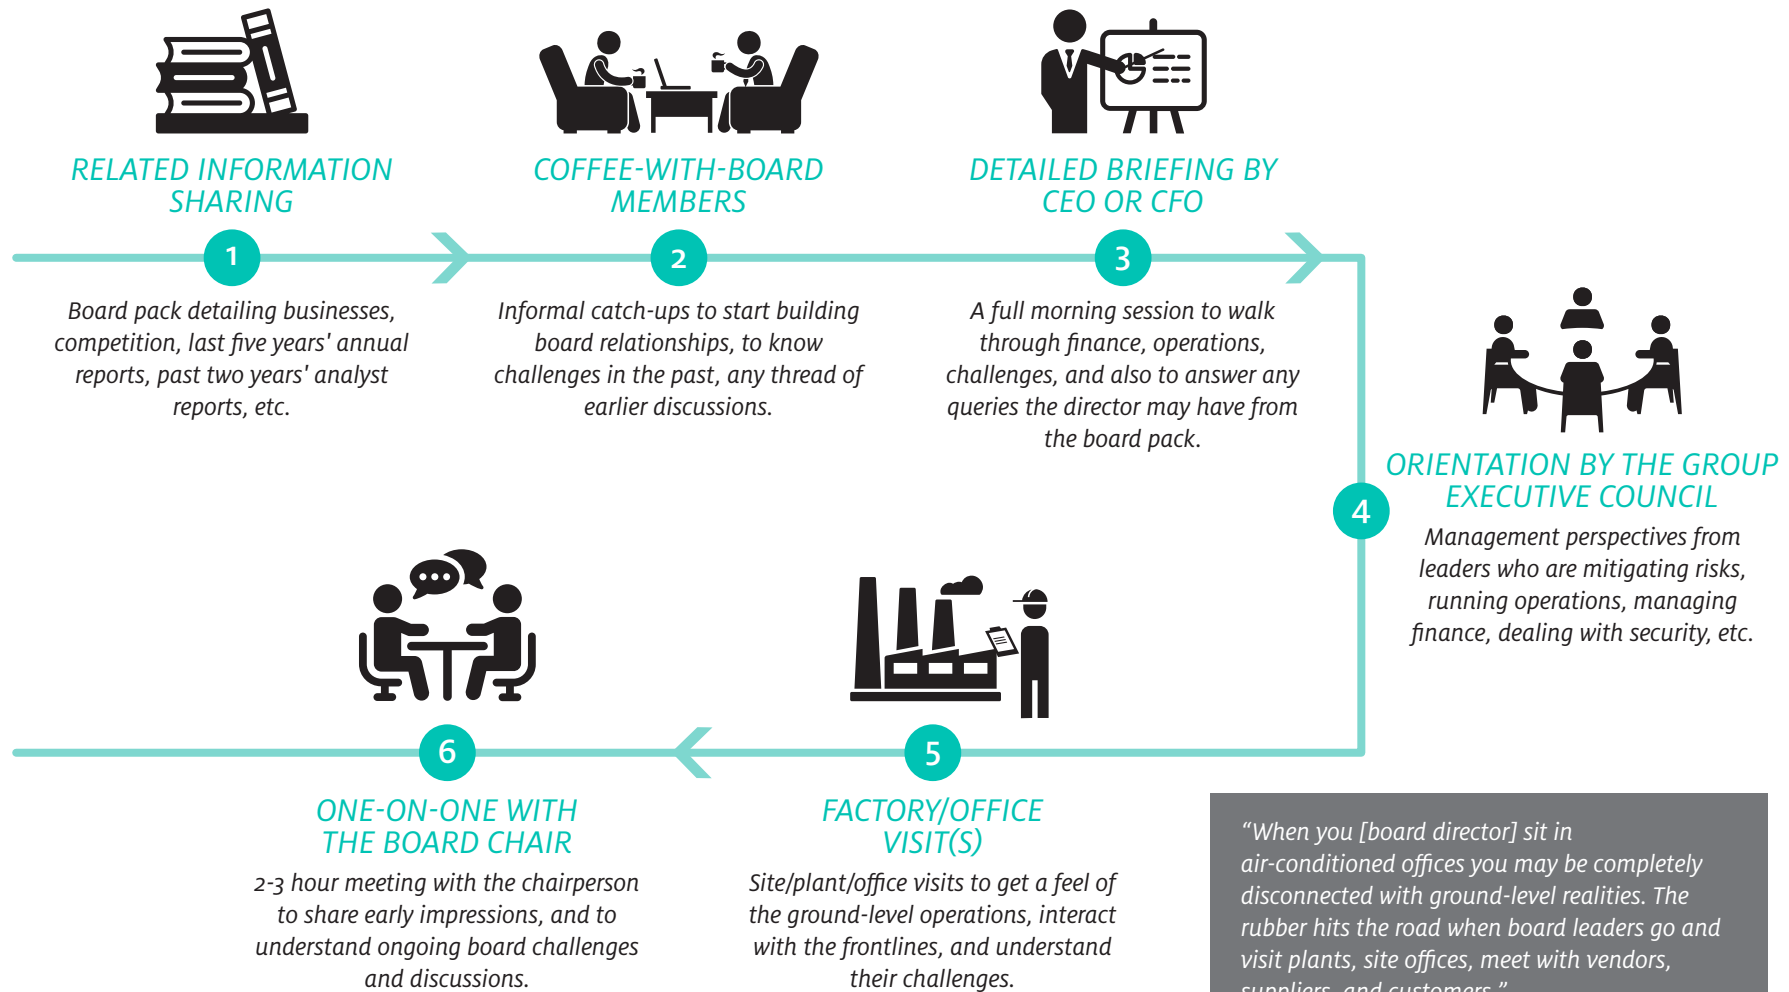 RELATED INFORMATION
SHARING
1
Board pack detailing businesses,
competition, last five years' annual
reports, past two years' analyst
reports, etc.
COFFEE-WITH-BOARD
MEMBERS
2
Informal catch-ups to start building
board relationships, to know
challenges in the past, any thread of
earlier discussions.
DETAILED BRIEFING BY
CEO OR CFO
3
A full morning session to walk
through finance, operations,
challenges, and also to answer any
queries the director may have from
the board pack.
ORIENTATION BY THE GROUP
EXECUTIVE COUNCIL
4
Management perspectives from
leaders who are mitigating risks,
running operations, managing
finance, dealing with security, etc.
5
FACTORY/OFFICE
VISIT(S)
Site/plant/office visits to get a feel of
the ground-level operations, interact
with the frontlines, and understand
their challenges.
6
ONE-ON-ONE WITH
THE BOARD CHAIR
2-3 hour meeting with the chairperson
to share early impressions, and to
understand ongoing board challenges
and discussions.
“When you [board director] sit in
air-conditioned offices you may be completely
disconnected with ground-level realities. The
rubber hits the road when board leaders go and
visit plants, site offices, meet with vendors,
suppliers, and customers.”